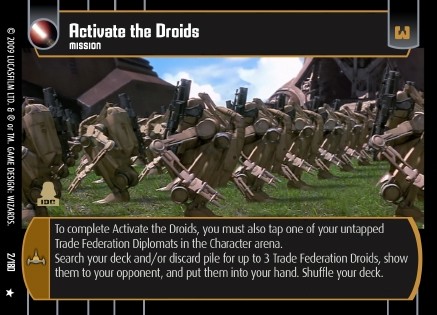 Activate the Droids
MISSION
To complete Activate the Droids, you must also tap one of your untapped
Trade Federation Diplomats in the Character arena.
Search your deck and/or discard pile for up to 3 Trade Federation Droids, show
them to your opponent, and put them into your hand. Shuffle your deck.
© 2009 LUCASFILM LTD. & ® or TM. GAME DESIGN: WIZARDS.
2/180